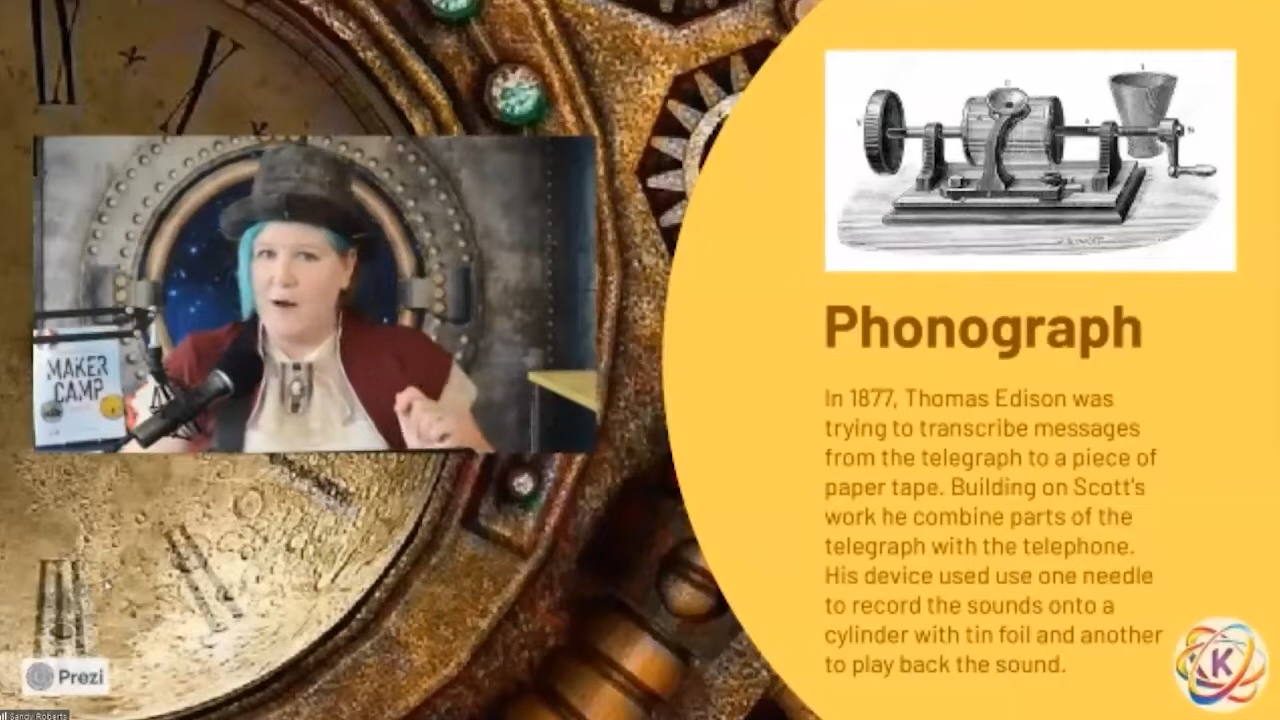 MAKER
CAMP
Phonograph
In 1877, Thomas Edison was
trying to transcribe messages
from the telegraph to a piece of
paper tape. Building on Scott's
work he combine parts of the
telegraph with the telephone.
His device used use one needle
to record the sounds onto a
cylinder with tin foil and another
to play back the sound.
K
Prezi
Sandy Roberts